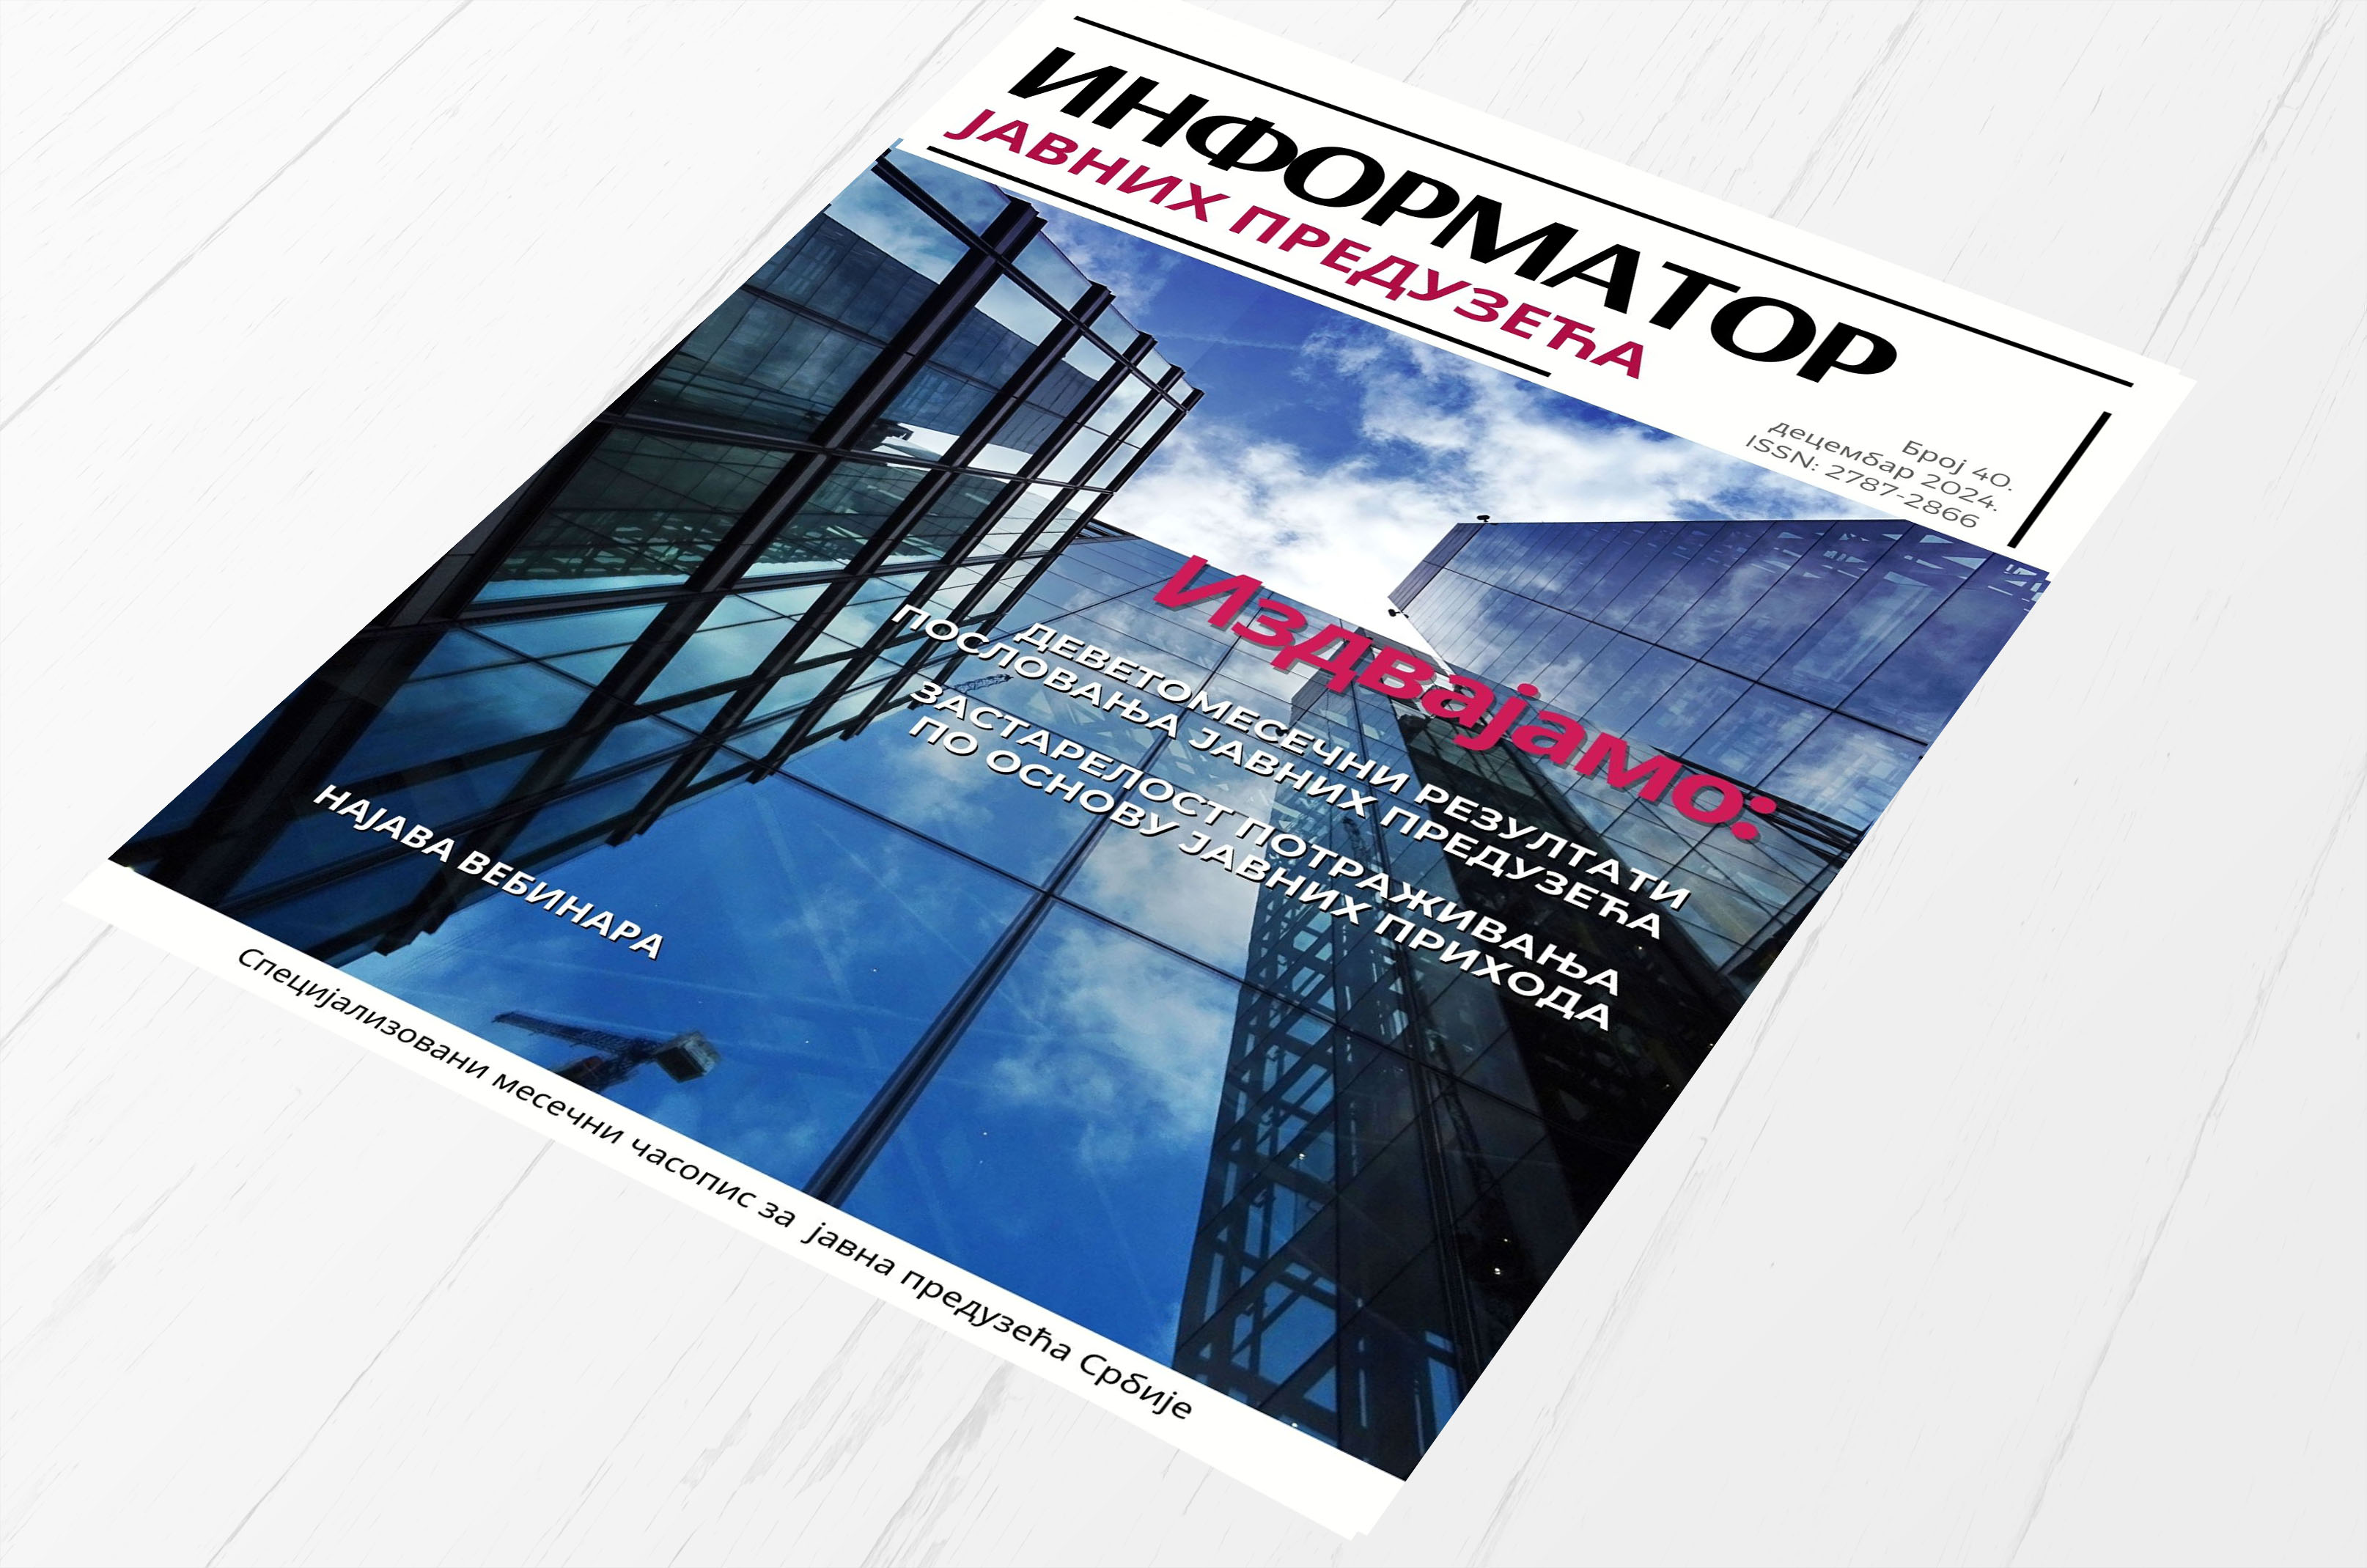 ИНФОРМАТОР
ЈАВНИХ ПРЕДУЗЕЋА
Број 40.
децембар 2024.
ISSN: 2787-2866
Издвајамо:
ДЕВЕТОМЕСЕЧНИ РЕЗУЛТАТИ
ПОСЛОВАЊА ЈАВНИХ ПРЕДУЗЕЋА
ЗАСТАРЕЛОСТ ПОТРАЖИВАЊА
ПО ОСНОВУ ЈАВНИХ ПРИХОДА
НАЈАВА ВЕБИНАРА
Специјализовани месечни часопис за јавна предузећа Србије